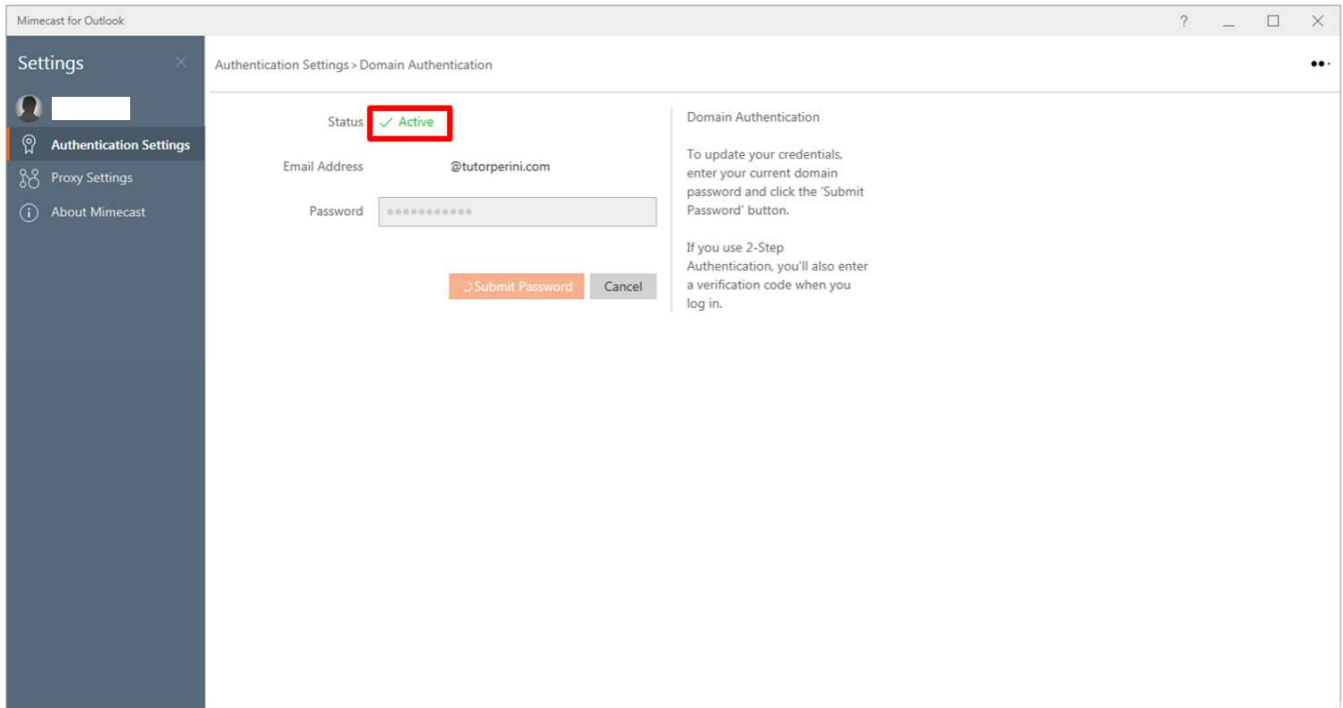 Mimecast for Outlook
?
Settings
Authentication Settings > Domain Authentication
Authentication Settings
Proxy Settings
About Mimecast
Status
Active
Email Address
@tutorperini.com
Password
Submit Password
Cancel
Domain Authentication
To update your credentials,
enter your current domain
password and click the 'Submit
Password' button.
If you use 2-Step
Authentication, you'll also enter
a verification code when you
log in.